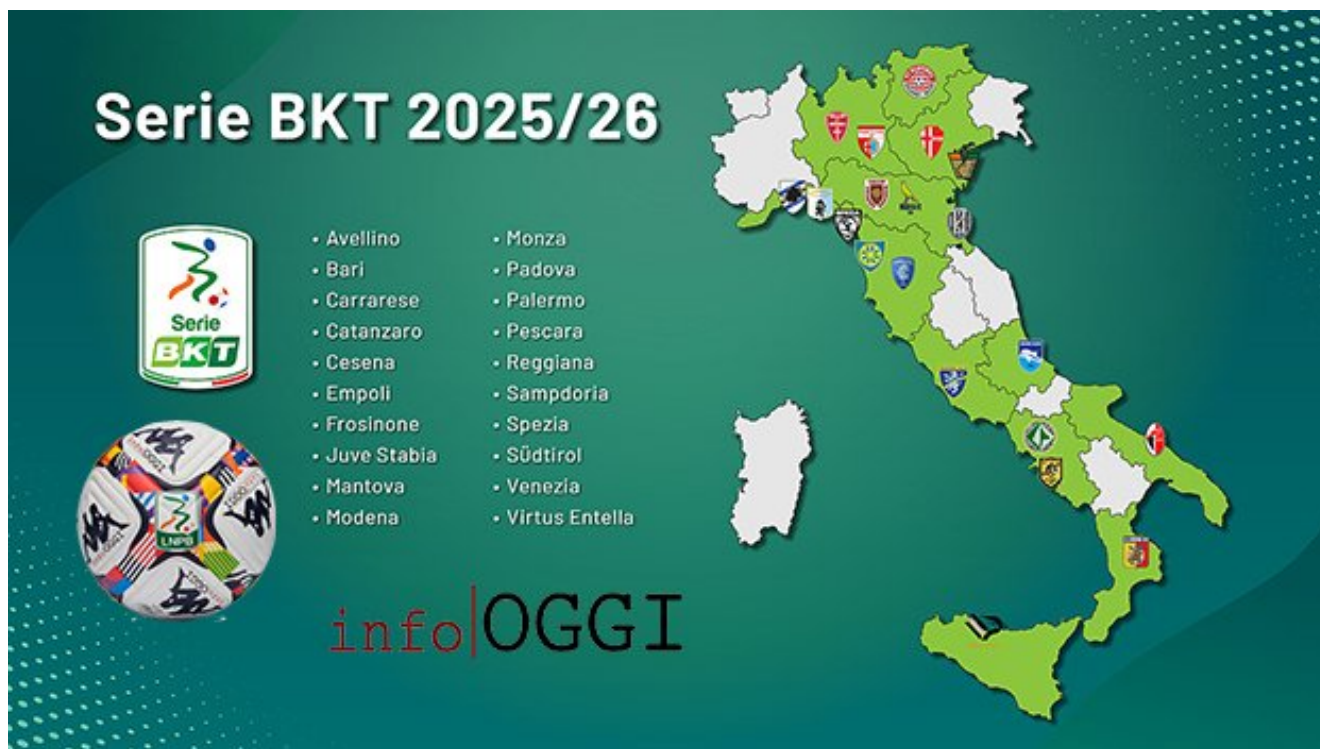 Serie BKT 2025/26
Serie
BKT
• Avellino
• Bari
• Carrarese
• Catanzaro
• Cesena
• Empoli
• Frosinone
• Juve Stabia
• Mantova
• Modena
• Monza
• Padova
• Palermo
• Pescara
• Reggiana
• Sampdoria
• Spezia
• Südtirol
• Venezia
• Virtus Entella
LNPB
info|OGGI